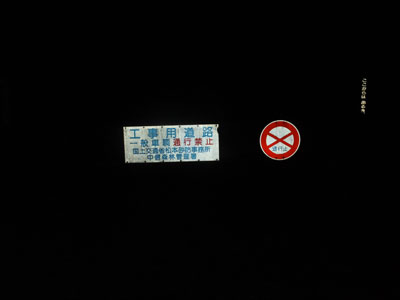 工事用道路
一般車輌通行禁止
国土交通省松本砂防事務所
中信森林管理署
通行止